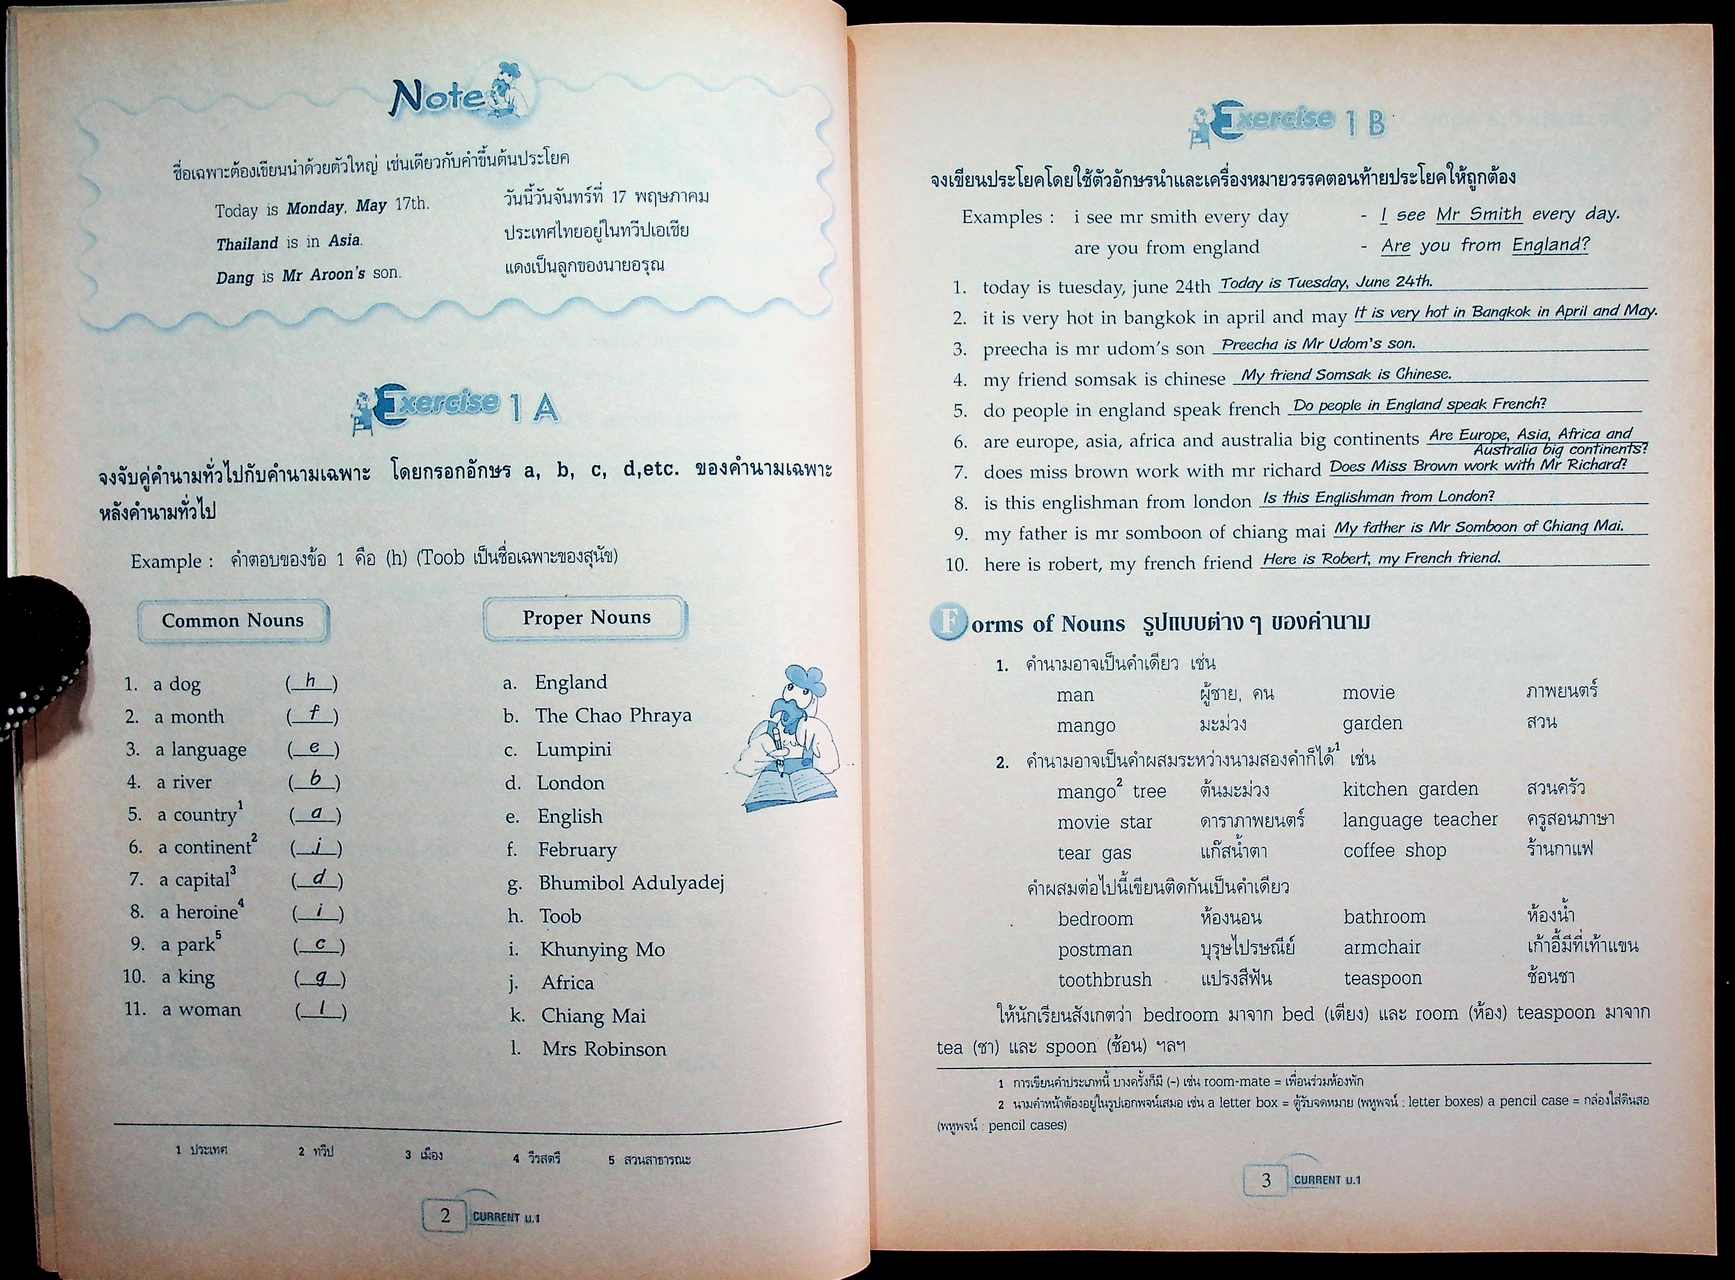 Note
ชื่อเฉพาะต้องเขียนนำด้วยตัวใหญ่ เช่นเดียวกับคำขึ้นต้นประโยค
Today is Monday, May 17th. วันนี้วันจันทร์ที่ 17 พฤษภาคม
Thailand is in Asia. ประเทศไทยอยู่ในทวีปเอเชีย
Dang is Mr Aroon's son. แดงเป็นลูกของนายอรุณ
Exercise 1 A
จงจับคู่คำนามทั่วไปกับคำนามเฉพาะ โดยกรอกอักษร a, b, c, d,etc. ของคำนามเฉพาะ
หลังคำนามทั่วไป
Example : คำตอบของข้อ 1 คือ (h) (Toob เป็นชื่อเฉพาะของสุนัข)
Common Nouns Proper Nouns
1. a dog (h) a. England
2. a month (f) b. The Chao Phraya
3. a language (e) c. Lumpini
4. a river (b) d. London
5. a country1 (a) e. English
6. a continent2 (j) f. February
7. a capital3 (d) g. Bhumibol Adulyadej
8. a heroine4 (i) h. Toob
9. a park5 (c) i. Khunying Mo
10. a king (g) j. Africa
11. a woman (l) k. Chiang Mai
l. Mrs Robinson
1 ประเทศ 2 ทวีป 3 เมือง 4 วีรสตรี 5 สวนสาธารณะ
2 CURRENT ม.1
Exercise 1 B
จงเขียนประโยคโดยใช้ตัวอักษรนำและเครื่องหมายวรรคตอนท้ายประโยคให้ถูกต้อง
Examples : i see mr smith every day - I see Mr Smith every day.
are you from england - Are you from England?
1. today is tuesday, june 24th Today is Tuesday, June 24th.
2. it is very hot in bangkok in april and may It is very hot in Bangkok in April and May.
3. preecha is mr udom's son Preecha is Mr Udom's son.
4. my friend somsak is chinese My friend Somsak is Chinese.
5. do people in england speak french Do people in England speak French?
6. are europe, asia, africa and australia big continents Are Europe, Asia, Africa and
Australia big continents?
7. does miss brown work with mr richard Does Miss Brown work with Mr Richard?
8. is this englishman from london Is this Englishman from London?
9. my father is mr somboon of chiang mai My father is Mr Somboon of Chiang Mai.
10. here is robert, my french friend Here is Robert, my French friend.
Forms of Nouns รูปแบบต่าง ๆ ของคำนาม
1. คำนามอาจเป็นคำเดียว เช่น
man ผู้ชาย, คน movie ภาพยนตร์
mango มะม่วง garden สวน
2. คำนามอาจเป็นคำผสมระหว่างนามสองคำก็ได้1 เช่น
mango2 tree ต้นมะม่วง kitchen garden สวนครัว
movie star ดาราภาพยนตร์ language teacher ครูสอนภาษา
tear gas แก๊สน้ำตา coffee shop ร้านกาแฟ
คำผสมต่อไปนี้เขียนติดกันเป็นคำเดียว
bedroom ห้องนอน bathroom ห้องน้ำ
postman บุรุษไปรษณีย์ armchair เก้าอี้มีที่เท้าแขน
toothbrush แปรงสีฟัน teaspoon ช้อนชา
ให้นักเรียนสังเกตว่า bedroom มาจาก bed (เตียง) และ room (ห้อง) teaspoon มาจาก
tea (ชา) และ spoon (ช้อน) ฯลฯ
1 การเขียนคำประเภทนี้ บางครั้งก็มี (-) เช่น room-mate = เพื่อนร่วมห้องพัก
2 นามคำหน้าต้องอยู่ในรูปเอกพจน์เสมอ เช่น a letter box = ตู้รับจดหมาย (พหูพจน์ : letter boxes) a pencil case = กล่องใส่ดินสอ
(พหูพจน์ : pencil cases)
3 CURRENT ม.1